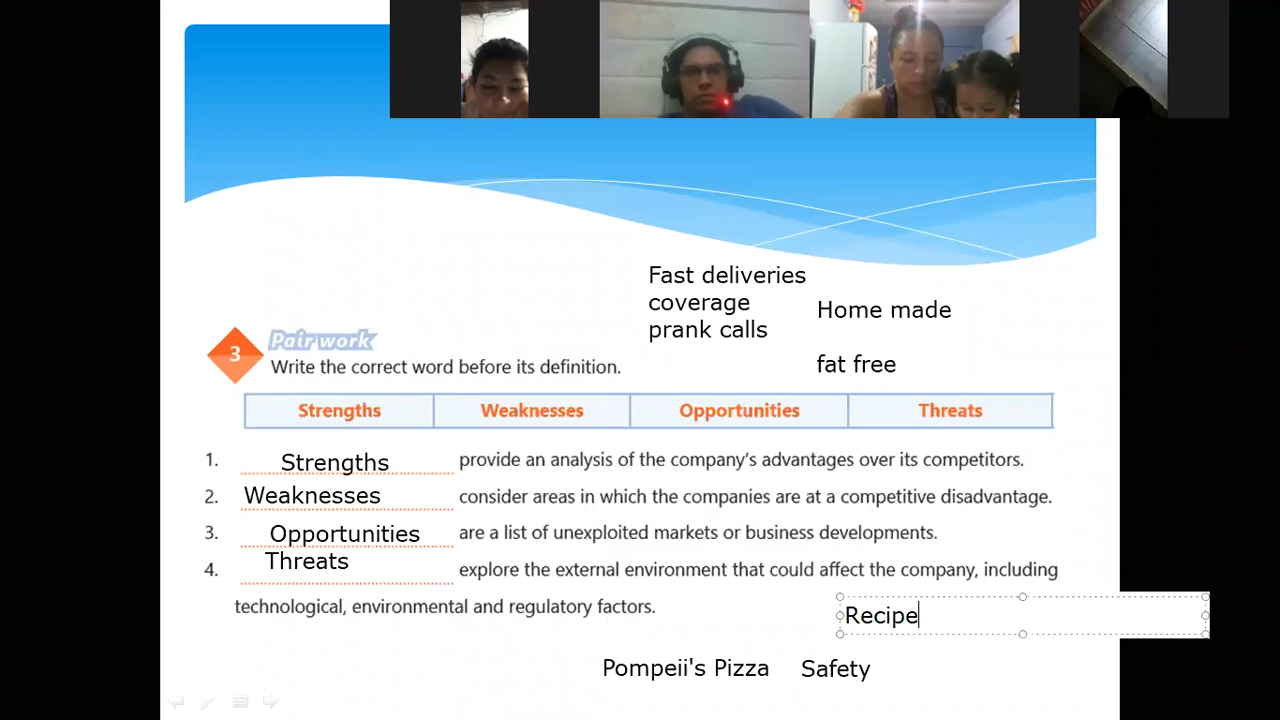 Fast deliveries
coverage
prank calls
Home made
fat free
3
Pair work
Write the correct word before its definition.
Strengths Weaknesses Opportunities Threats
1. Strengths provide an analysis of the company's advantages over its competitors.
2. Weaknesses consider areas in which the companies are at a competitive disadvantage.
3. Opportunities are a list of unexploited markets or business developments.
4. Threats explore the external environment that could affect the company, including
technological, environmental and regulatory factors.
Recipe
Pompeii's Pizza Safety